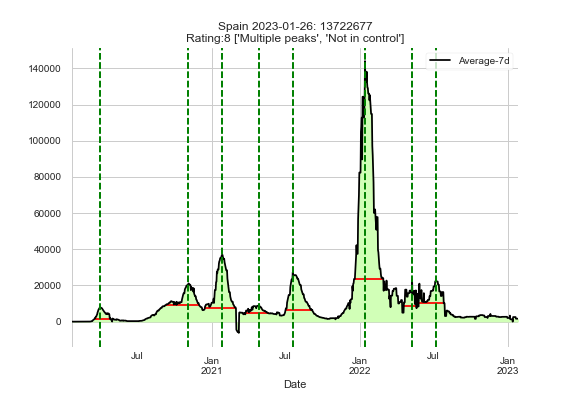 Spain 2023-01-26: 13722677
Rating:8 ['Multiple peaks', 'Not in control']
Average-7d
140000
120000
100000
80000
60000
40000
20000
0
Jul
Jan
2021
Jul
Jan
2022
Jul
Jan
2023
Date